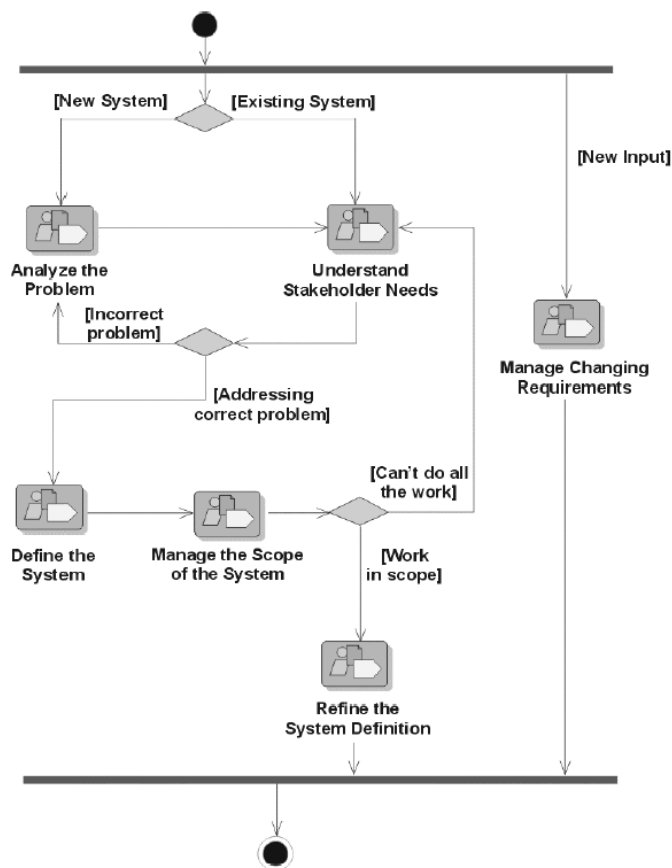 [New System]
[Existing System]
[New Input]
Analyze the
Problem
Understand
Stakeholder Needs
[Incorrect
problem]
Manage Changing
Requirements
[Addressing
correct problem]
[Can't do all
the work]
Define the
System
Manage the Scope
of the System
[Work
in scope]
Refine the
System Definition